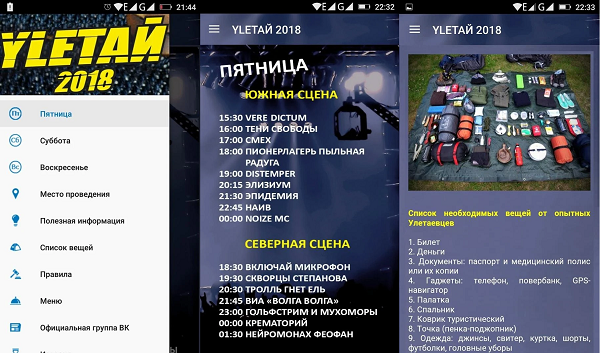 21:44
YLETАЙ
2018
Пт Пятница
Сб Суббота
Вс Воскресенье
Место проведения
Полезная информация
Список вещей
Правила
Меню
Официальная группа ВК
22:32
YLETАЙ 2018
ПЯТНИЦА
ЮЖНАЯ СЦЕНА
15:30 VERE DICTUM
16:00 ТЕНИ СВОБОДЫ
17:00 СМЕХ
18:00 ПИОНЕРЛАГЕРЬ ПЫЛЬНАЯ
РАДУГА
19:00 DISTEMPER
20:15 ЭЛИЗИУМ
21:30 ЭПИДЕМИЯ
22:45 НАИВ
00:00 NOIZE MC
СЕВЕРНАЯ СЦЕНА
18:30 ВКЛЮЧАЙ МИКРОФОН
19:30 СКВОРЦЫ СТЕПАНОВА
20:30 ТРОЛЛЬ ГНЕТ ЕЛЬ
21:45 ВИА «ВОЛГА ВОЛГА»
23:00 ГОЛЬФСТРИМ И МУХОМОРЫ
00:00 КРЕМАТОРИЙ
01:30 НЕЙРОМОНАХ ФЕОФАН
22:33
YLETАЙ 2018
Список необходимых вещей от опытных
Улетаевцев
1. Билет
2. Деньги
3. Документы: паспорт и медицинский полис
или их копии
4. Гаджеты: телефон, повербанк, GPS-
навигатор
5. Палатка
6. Спальник
7. Коврик туристический
8. Точка (пенка-поджопник)
9. Одежда: джинсы, свитер, куртка, шорты,
футболки, головные уборы